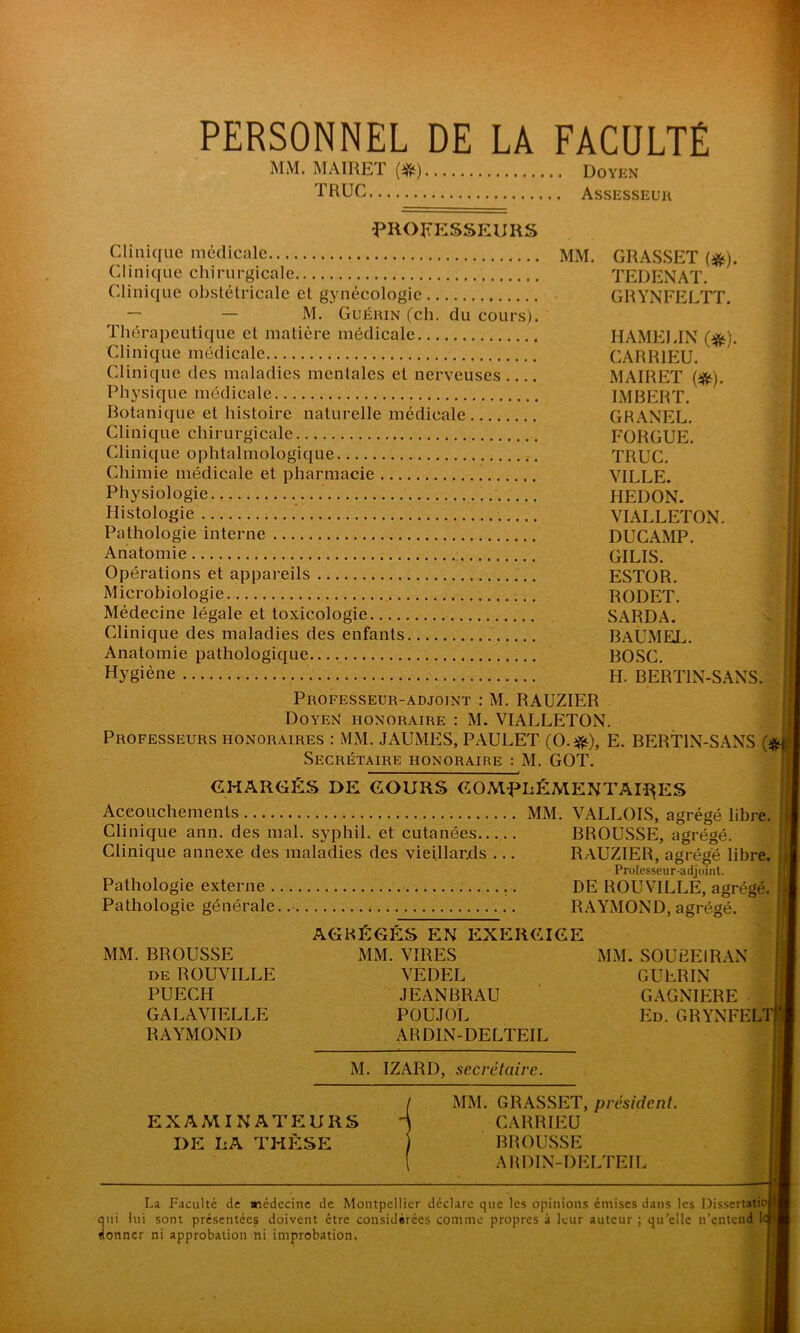 PERSONNEL DE LA FACULTÉ
MM. MAIRET (✻)................ DOYEN
TRUC........................ ASSESSEUR
PROFESSEURS
Clinique médicale................................ MM. GRASSET (✻).
Clinique chirurgicale............................ TEDENAT.
Clinique obstétricale et gynécologie............. GRYNFELTT.
— — M. GUÉRIN (ch. du cours).
Thérapeutique et matière médicale................ HAMELIN (✻).
Clinique médicale................................ CARRIEU.
Clinique des maladies mentales et nerveuses.... MAIRET (✻).
Physique médicale................................ IMBERT.
Botanique et histoire naturelle médicale........ GRANEL.
Clinique chirurgicale............................ FORGUE.
Clinique ophtalmologique......................... TRUC.
Chimie médicale et pharmacie..................... VILLE.
Physiologie...................................... HEDON.
Histologie....................................... VIALLETON.
Pathologie interne............................... DUCAMP.
Anatomie......................................... GILIS.
Opérations et appareils.......................... ESTOR.
Microbiologie.................................... RODET.
Médecine légale et toxicologie................... SARDA.
Clinique des maladies des enfants................ BAUMEL.
Anatomie pathologique............................ BOSC.
Hygiène.......................................... H. BERTIN-SANS.
PROFESSEUR-ADJOINT : M. RAUZIER
DOYEN HONORAIRE : M. VIALLETON.
PROFESSEURS HONORAIRES : MM. JAUMES, PAULET (O.✻), E. BERTIN-SANS (✻
SECRÉTAIRE HONORAIRE : M. GOT.
CHARGÉS DE COURS COMPLÉMENTAIRES
Accouchements............................ MM. VALLOIS, agrégé libre.
Clinique ann. des mal. syphil. et cutanées..... BROUSSE, agrégé.
Clinique annexe des maladies des vieillards ... RAUZIER, agrégé libre.
Professeur-adjoint.
Pathologie externe............................ DE ROUVILLE, agrégé.
Pathologie générale........................... RAYMOND, agrégé.
AGRÉGÉS EN EXERCICE
MM. BROUSSE MM. VIRES MM. SOUBEIRAN
DE ROUVILLE VEDEL GUERIN
PUECH JEANBRAU GAGNIERE
GALAVIELLE POUJOL ED. GRYNFELT
RAYMOND ARDIN-DELTEIL
M. IZARD, secrétaire.
MM. GRASSET, président.
EXAMINATEURS CARRIEU
DE LA THÈSE BROUSSE
ARDIN-DELTEIL
La Faculté de médecine de Montpellier déclare que les opinions émises dans les Dissertatio
qui lui sont présentées doivent être considérées comme propres à leur auteur ; qu'elle n'entend
donner ni approbation ni improbation.